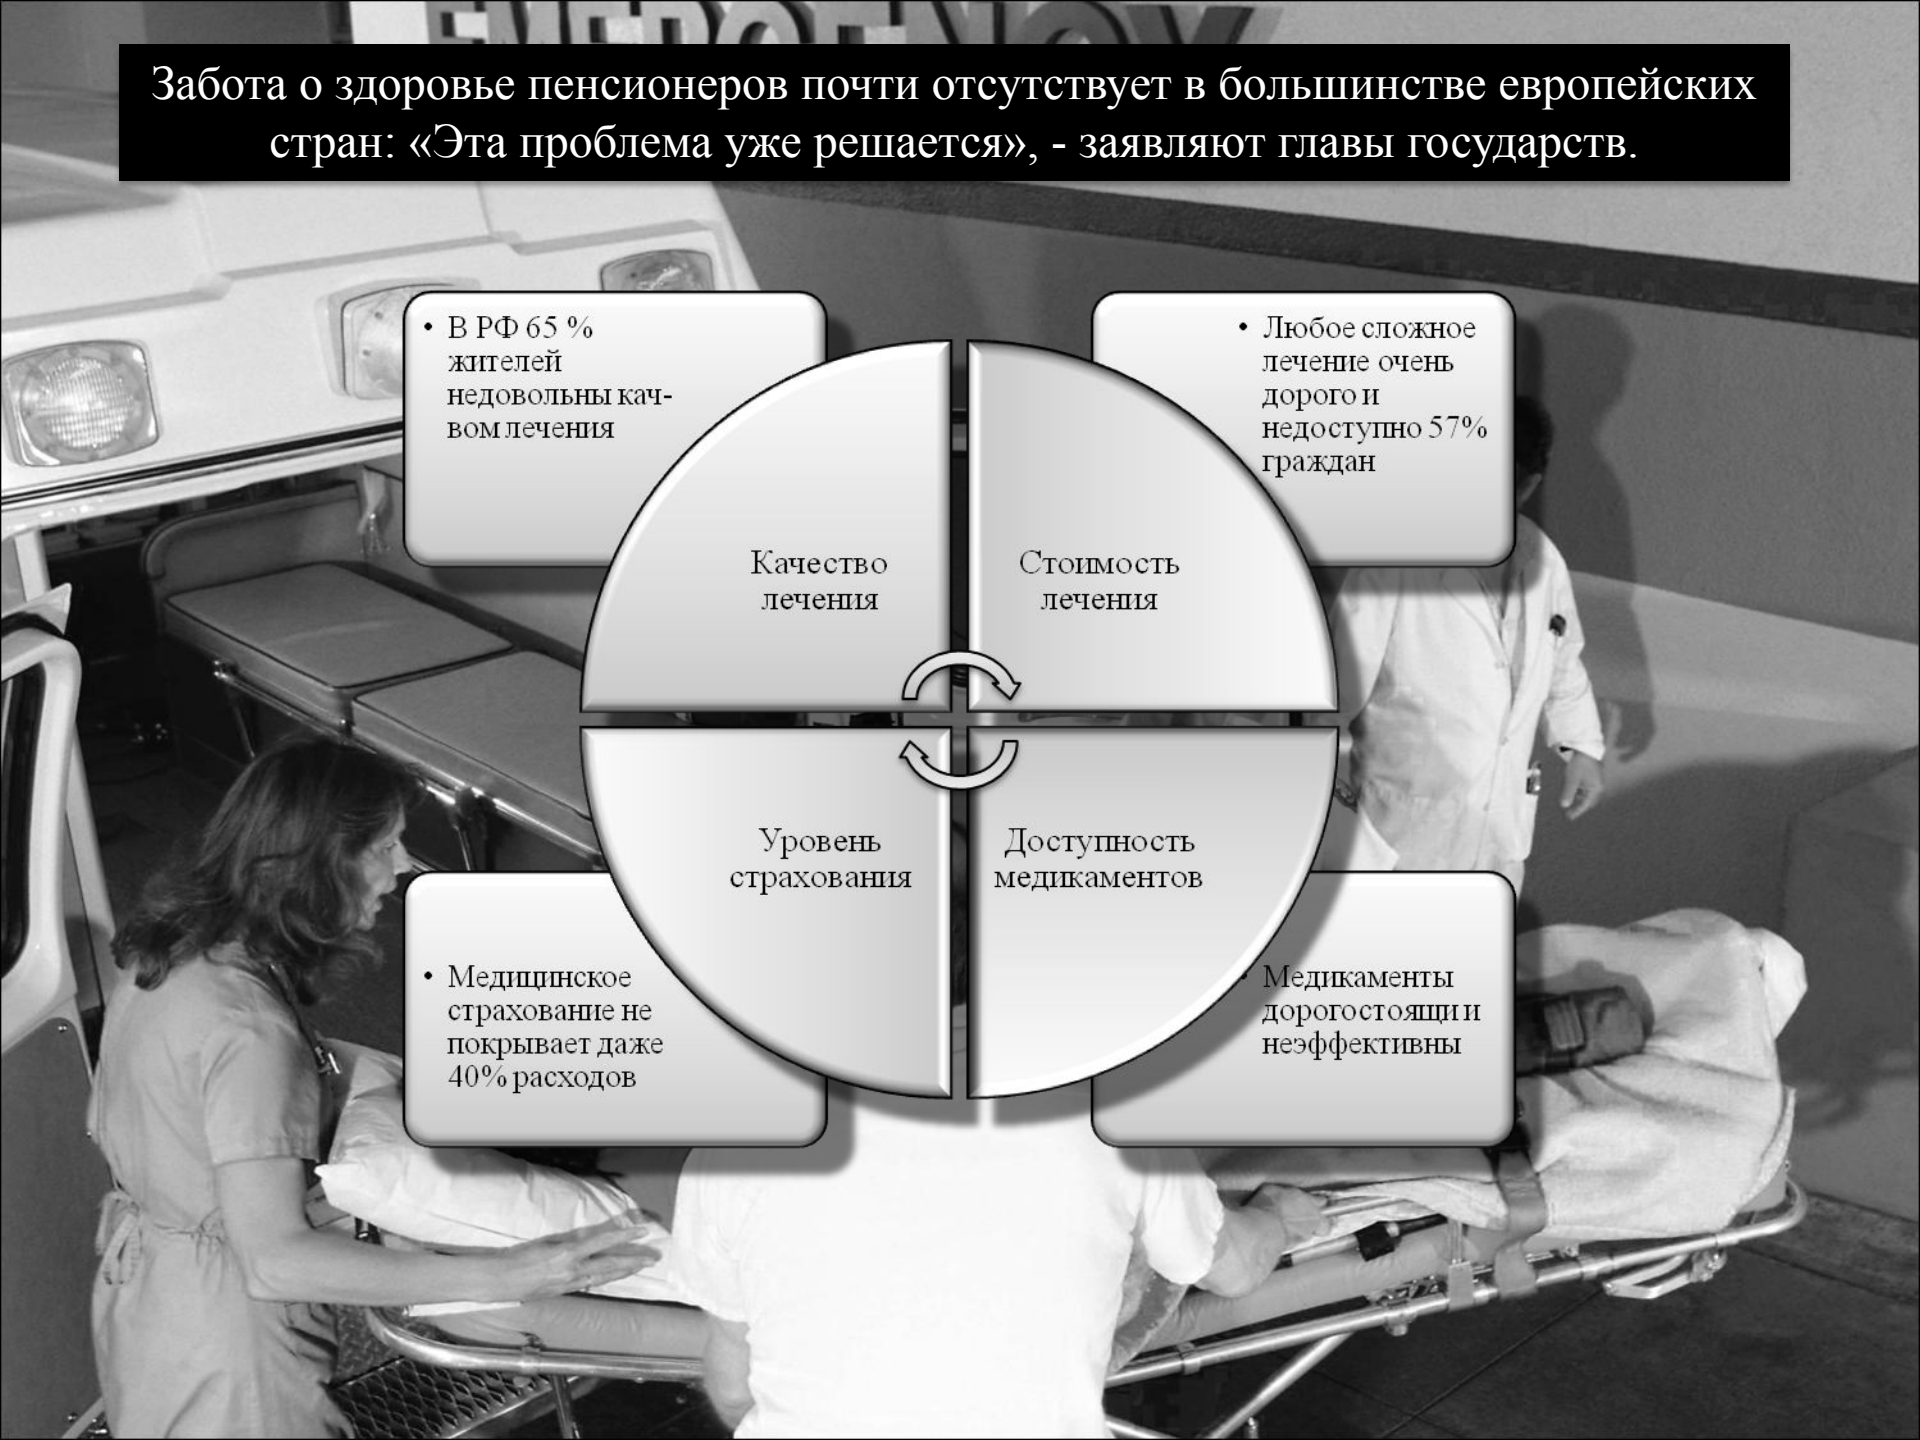 EMERGENCY
Забота о здоровье пенсионеров почти отсутствует в большинстве европейских
стран: «Эта проблема уже решается», - заявляют главы государств.
• В РФ 65 %
жителей
недовольны кач-
вом лечения
• Любое сложное
лечение очень
дорого и
недоступно 57%
граждан
Качество
лечения
Стоимость
лечения
Уровень
страхования
Доступность
медикаментов
• Медицинское
страхование не
покрывает даже
40% расходов
• Медикаменты
дорогостоящи и
неэффективны